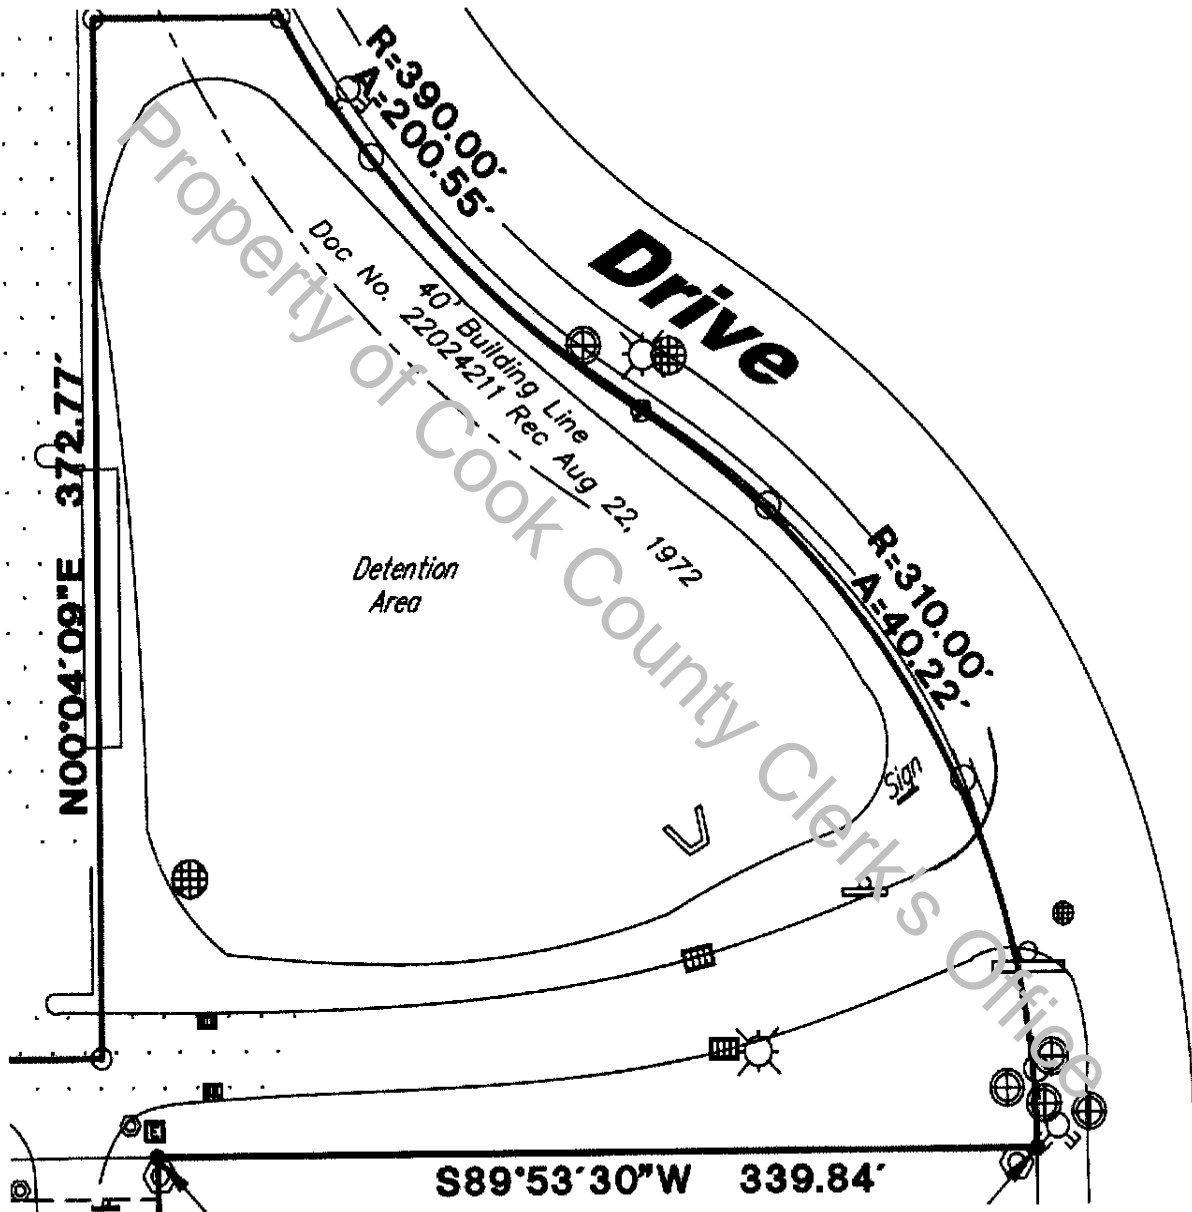 R=390.00'
A=200.55'
Drive
40' Building Line
Doc No. 22024211 Rec Aug 22, 1972
N00°04'09"E 372.77'
Detention
Area
R=310.00'
A=40.22'
Sign
E
S89°53'30"W 339.84'
Property of Cook County Clerk's Office